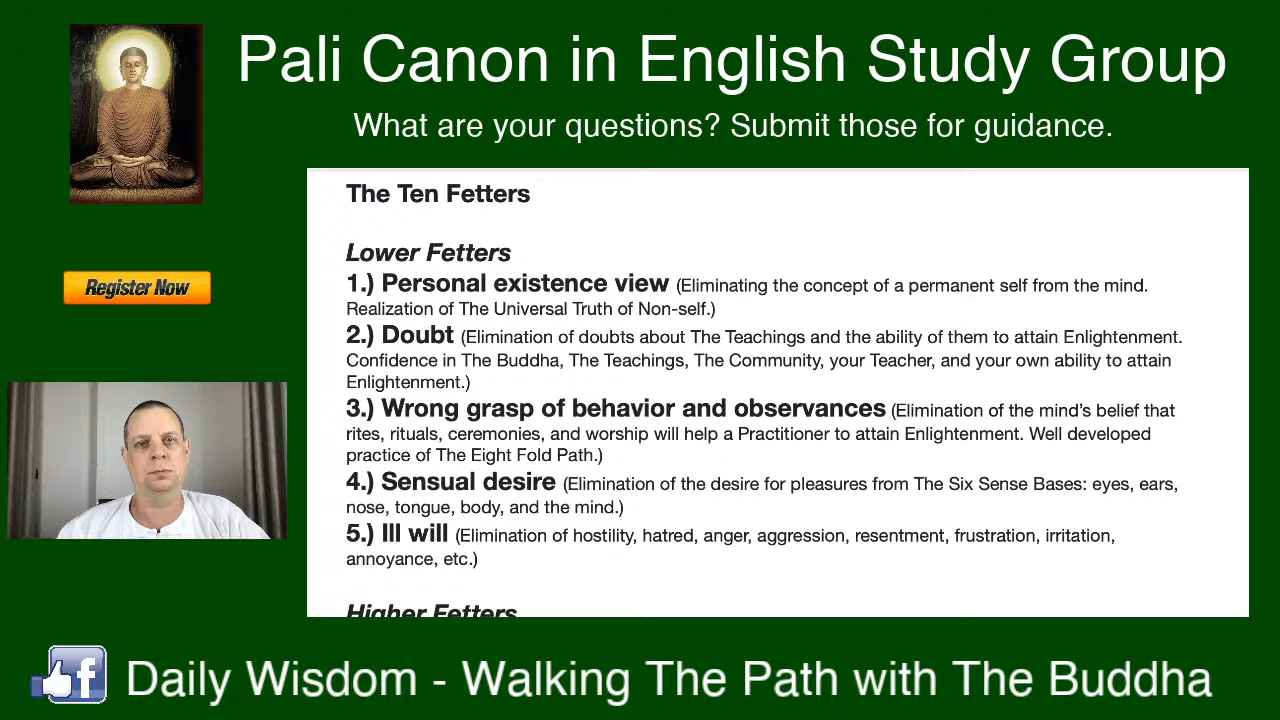 Pali Canon in English Study Group
What are your questions? Submit those for guidance.
The Ten Fetters
Lower Fetters
1.) Personal existence view (Eliminating the concept of a permanent self from the mind.
Realization of The Universal Truth of Non-self.)
2.) Doubt (Elimination of doubts about The Teachings and the ability of them to attain Enlightenment.
Confidence in The Buddha, The Teachings, The Community, your Teacher, and your own ability to attain
Enlightenment.)
3.) Wrong grasp of behavior and observances (Elimination of the mind's belief that
rites, rituals, ceremonies, and worship will help a Practitioner to attain Enlightenment. Well developed
practice of The Eight Fold Path.)
4.) Sensual desire (Elimination of the desire for pleasures from The Six Sense Bases: eyes, ears,
nose, tongue, body, and the mind.)
5.) Ill will (Elimination of hostility, hatred, anger, aggression, resentment, frustration, irritation,
annoyance, etc.)
Higher Fetters
Register Now
f
Daily Wisdom - Walking The Path with The Buddha